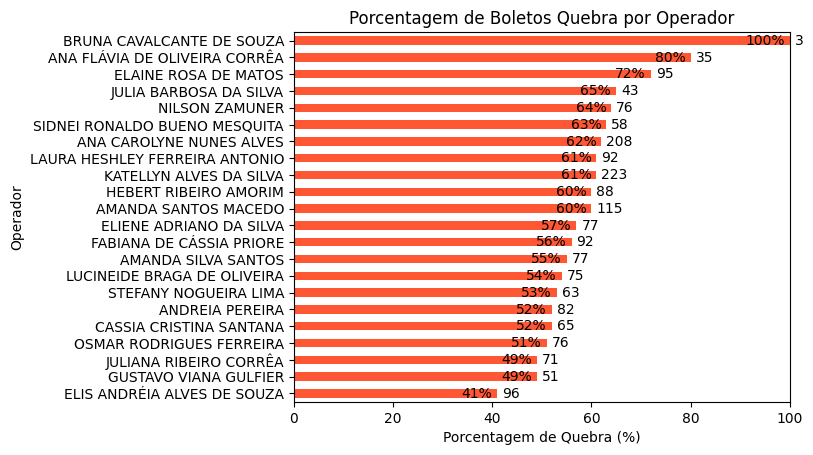 Porcentagem de Boletos Quebra por Operador
BRUNA CAVALCANTE DE SOUZA 100% 3
ANA FLÁVIA DE OLIVEIRA CORRÊA 80% 35
ELAINE ROSA DE MATOS 72% 95
JULIA BARBOSA DA SILVA 65% 43
NILSON ZAMUNER 64% 76
SIDNEI RONALDO BUENO MESQUITA 63% 58
ANA CAROLYNE NUNES ALVES 62% 208
LAURA HESHLEY FERREIRA ANTONIO 61% 92
KATELLYN ALVES DA SILVA 61% 223
HEBERT RIBEIRO AMORIM 60% 88
AMANDA SANTOS MACEDO 60% 115
ELIENE ADRIANO DA SILVA 57% 77
FABIANA DE CÁSSIA PRIORE 56% 92
AMANDA SILVA SANTOS 55% 77
LUCINEIDE BRAGA DE OLIVEIRA 54% 75
STEFANY NOGUEIRA LIMA 53% 63
ANDREIA PEREIRA 52% 82
CASSIA CRISTINA SANTANA 52% 65
OSMAR RODRIGUES FERREIRA 51% 76
JULIANA RIBEIRO CORRÊA 49% 71
GUSTAVO VIANA GULFIER 49% 51
ELIS ANDRÉIA ALVES DE SOUZA 41% 96
Operador
0 20 40 60 80 100
Porcentagem de Quebra (%)